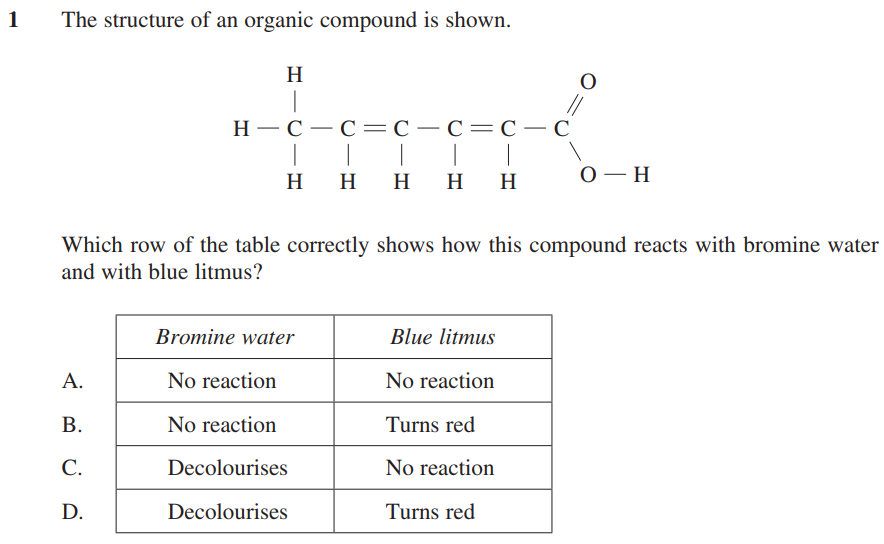 1 The structure of an organic compound is shown.
H O
H — C — C = C — C = C — C
H H H H H O — H
Which row of the table correctly shows how this compound reacts with bromine water
and with blue litmus?
Bromine water Blue litmus
A. No reaction No reaction
B. No reaction Turns red
C. Decolourises No reaction
D. Decolourises Turns red